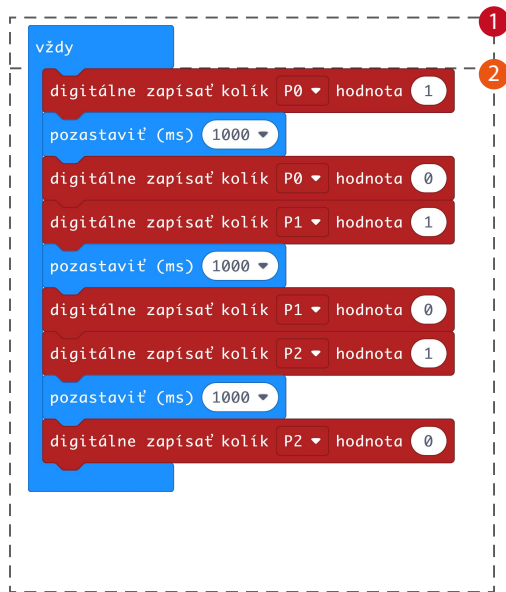 1
vždy
2
digitálne zapísať kolík P0 hodnota 1
pozastaviť (ms) 1000
digitálne zapísať kolík P0 hodnota 0
digitálne zapísať kolík P1 hodnota 1
pozastaviť (ms) 1000
digitálne zapísať kolík P1 hodnota 0
digitálne zapísať kolík P2 hodnota 1
pozastaviť (ms) 1000
digitálne zapísať kolík P2 hodnota 0